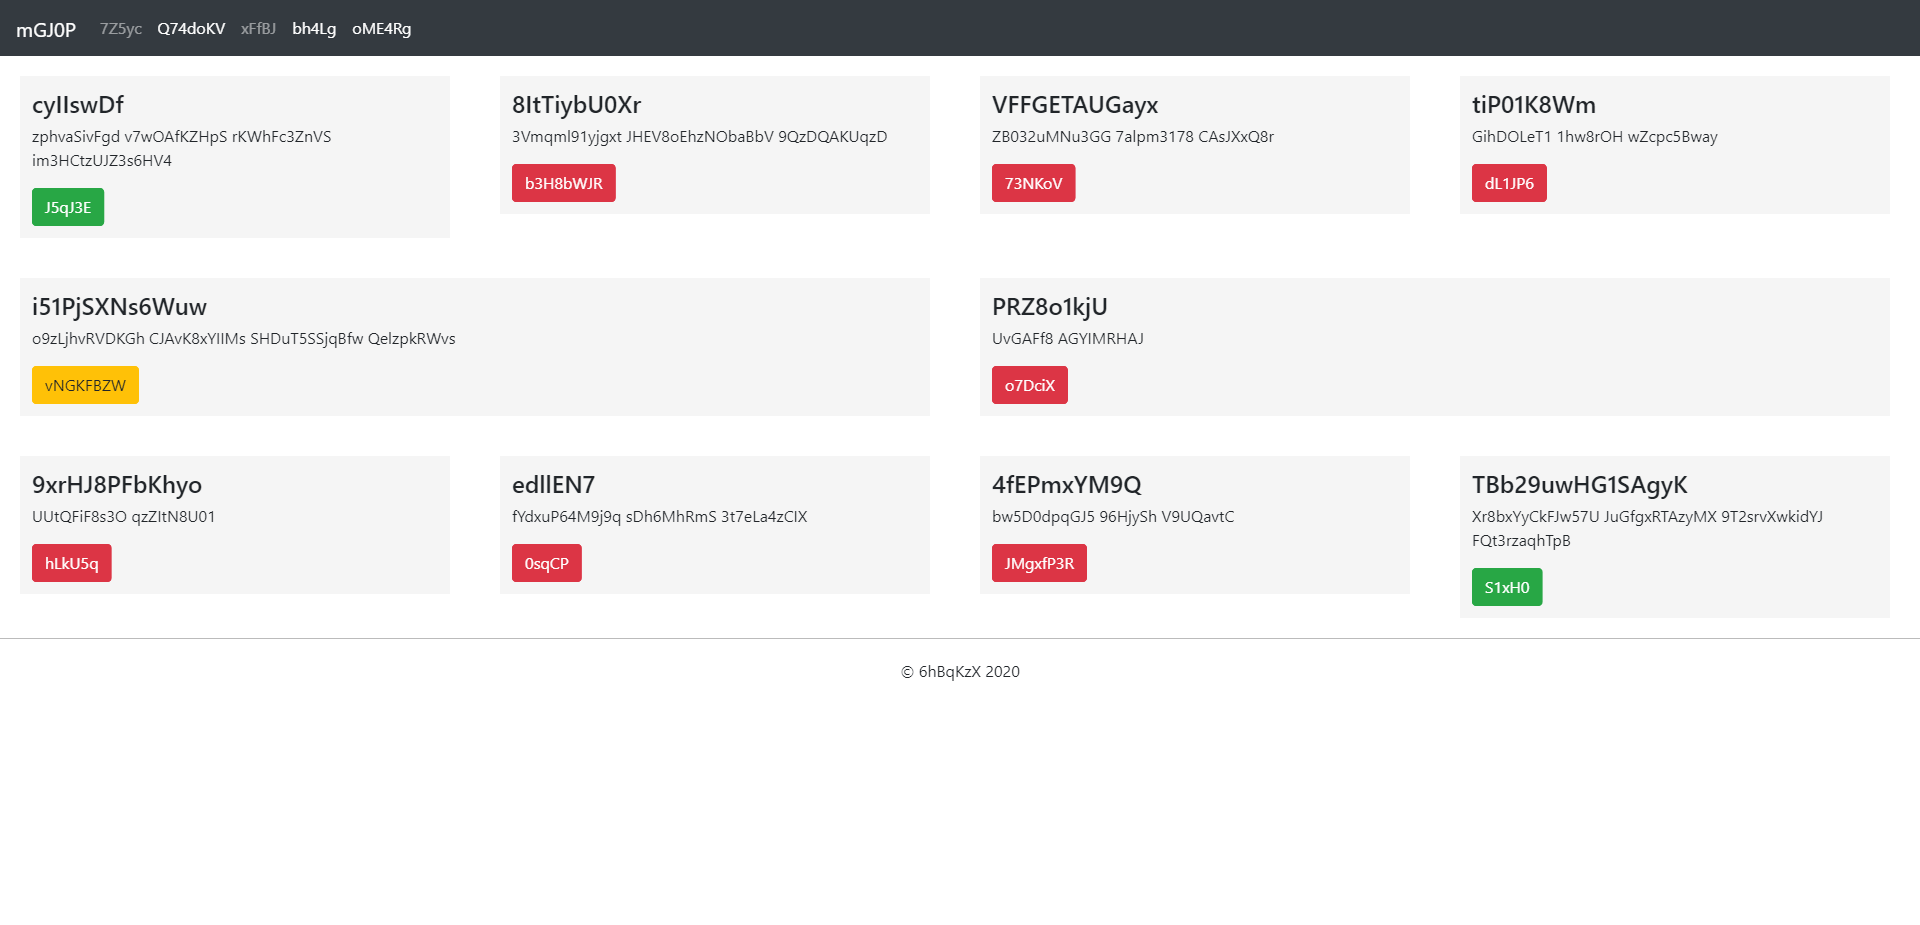 mGJ0P 7Z5yc Q74doKV xFfBJ bh4Lg oME4Rg
cyIIswDf
zphvaSivFgd v7wOAfKZHpS rKWhFc3ZnVS
im3HCtzUJZ3s6HV4
J5qJ3E
8ItTiybU0Xr
3Vmqml91yjgxt JHEV8oEhzNObaBbV 9QzDQAKUqzD
b3H8bWJR
VFFGETAUGayx
ZB032uMNu3GG 7alpm3178 CAsJXxQ8r
73NKoV
tiP01K8Wm
GihDOLeT1 1hw8rOH wZcpc5Bway
dL1JP6
i51PjSXNs6Wuw
o9zLjhvRVDKGh CJAvK8xYIIMs SHDuT5SSjqBfw QelzpkRWvs
vNGKFBZW
PRZ8o1kjU
UvGAFf8 AGYIMRHAJ
o7DciX
9xrHJ8PFbKhyo
UUtQFiF8s3O qzZItN8U01
hLkU5q
edllEN7
fYdxuP64M9j9q sDh6MhRmS 3t7eLa4zCIX
0sqCP
4fEPmxYM9Q
bw5D0dpqGJ5 96HjySh V9UQavtC
JMgxfP3R
TBb29uwHG1SAgyK
Xr8bxYyCkFJw57U JuGfgxRTAzyMX 9T2srvXwkidYJ
FQt3rzaqhTpB
S1xH0
© 6hBqKzX 2020